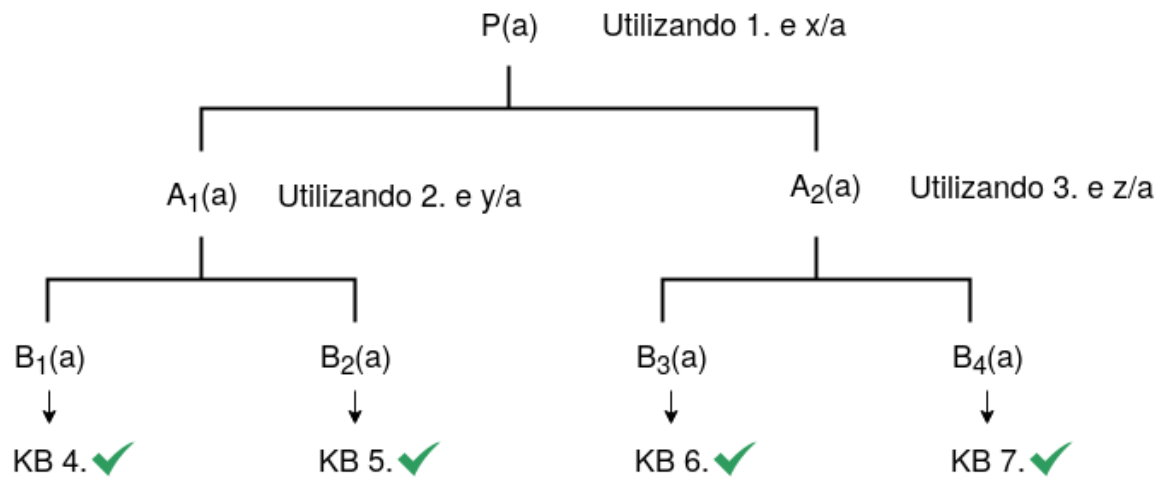 P(a) Utilizando 1. e x/a
A₁(a) Utilizando 2. e y/a A₂(a) Utilizando 3. e z/a
B₁(a) B₂(a) B₃(a) B₄(a)
KB 4. KB 5. KB 6. KB 7.